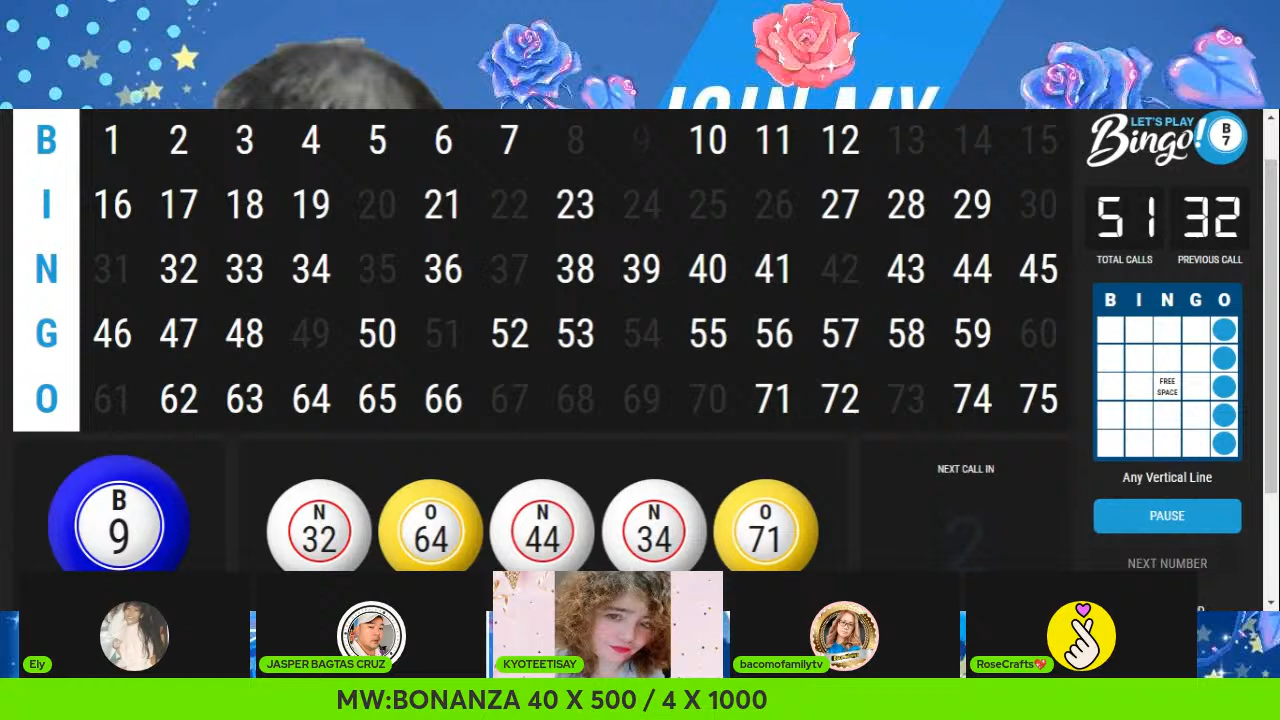 JOIN MY
B 1 2 3 4 5 6 7 8 9 10 11 12 13 14 15
I 16 17 18 19 20 21 22 23 24 25 26 27 28 29 30
N 31 32 33 34 35 36 37 38 39 40 41 42 43 44 45
G 46 47 48 49 50 51 52 53 54 55 56 57 58 59 60
O 61 62 63 64 65 66 67 68 69 70 71 72 73 74 75
LET'S PLAY
Bingo!
B
7
51 32
TOTAL CALLS PREVIOUS CALL
B I N G O
FREE
SPACE
Any Vertical Line
PAUSE
NEXT NUMBER
B
9
N
32
O
64
N
44
N
34
O
71
NEXT CALL IN
2
Ely
JASPER BAGTAS CRUZ
KYOTEETISAY
bacomofamilytv
RoseCrafts💖
MW:BONANZA 40 X 500 / 4 X 1000